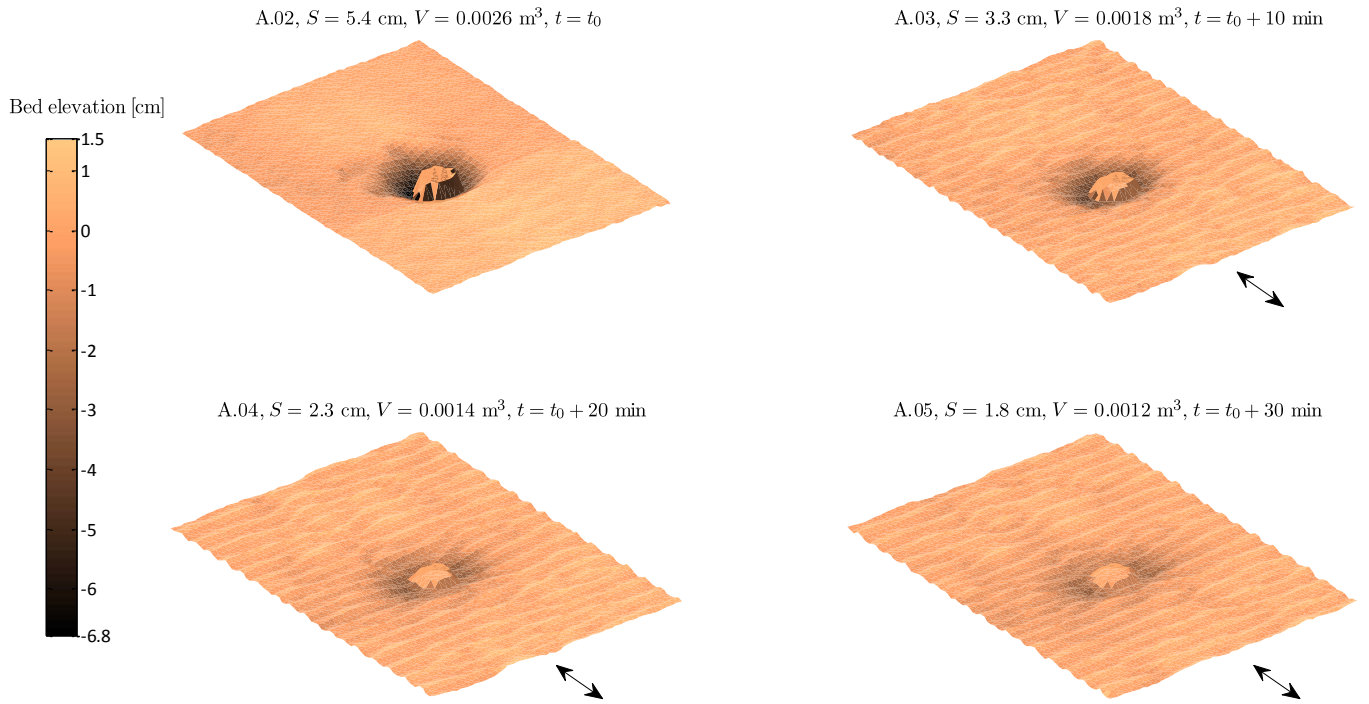 A.02, S = 5.4 cm, V = 0.0026 m³, t = t₀
A.03, S = 3.3 cm, V = 0.0018 m³, t = t₀ + 10 min
Bed elevation [cm]
1.5
1
0
-1
-2
-3
-4
-5
-6
-6.8
A.04, S = 2.3 cm, V = 0.0014 m³, t = t₀ + 20 min
A.05, S = 1.8 cm, V = 0.0012 m³, t = t₀ + 30 min